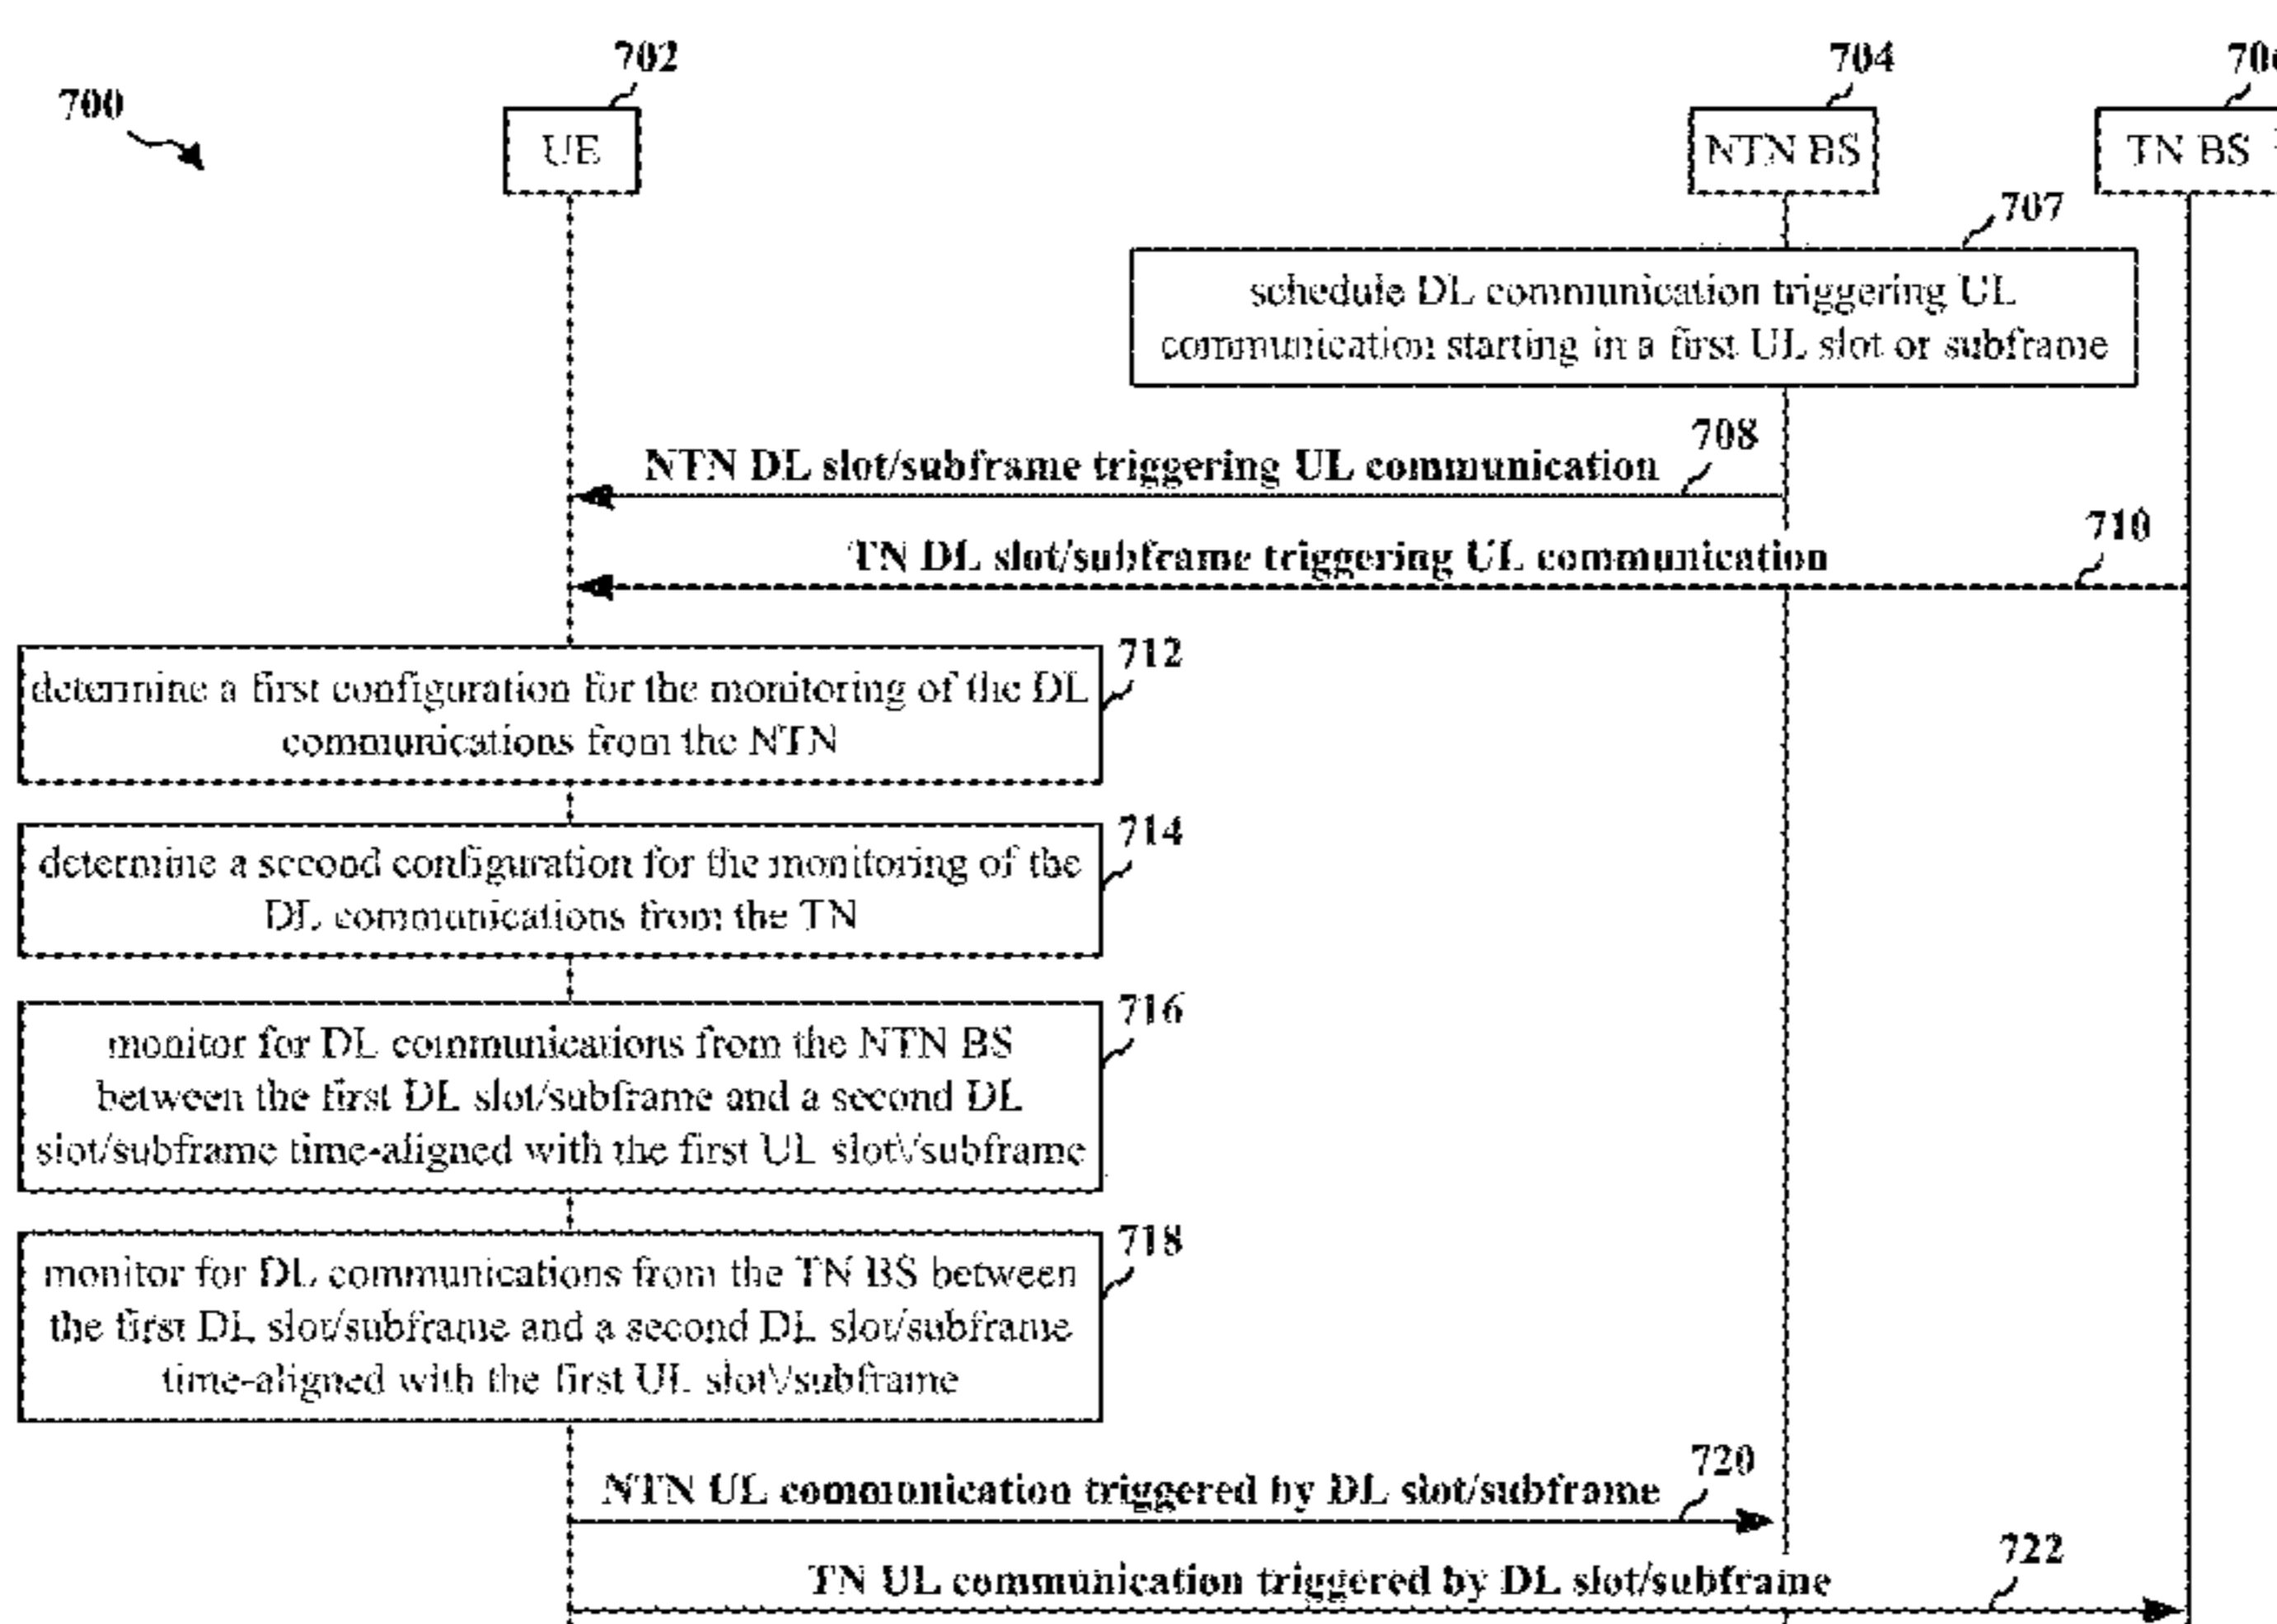 702
704
700
UE
NTN BS
TN BS
707
schedule DL communication triggering UL
communication starting in a first UL slot or subframe
708
NTN DL slot/subframe triggering UL communication
710
TN DL slot/subframe triggering UL communication
712
determine a first configuration for the monitoring of the DL
communications from the NTN
714
determine a second configuration for the monitoring of the
DL communications from the TN
716
monitor for DL communications from the NTN BS
between the first DL slot/subframe and a second DL
slot/subframe time-aligned with the first UL slot\/subframe
718
monitor for DL communications from the TN BS between
the first DL slot/subframe and a second DL slot/subframe
time-aligned with the first UL slot\/subframe
720
NTN UL communication triggered by DL slot/subframe
722
TN UL communication triggered by DL slot/subframe